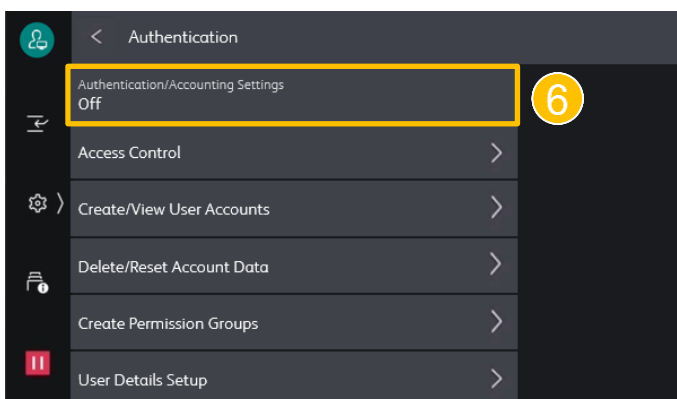 < Authentication
Authentication/Accounting Settings
Off
6
Access Control
Create/View User Accounts
Delete/Reset Account Data
Create Permission Groups
User Details Setup